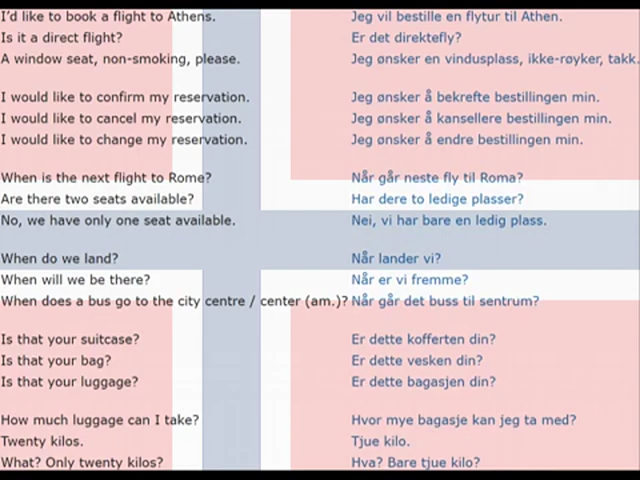 I'd like to book a flight to Athens. Jeg vil bestille en flytur til Athen.
Is it a direct flight? Er det direktefly?
A window seat, non-smoking, please. Jeg ønsker en vindusplass, ikke-røyker, takk.
I would like to confirm my reservation. Jeg ønsker å bekrefte bestillingen min.
I would like to cancel my reservation. Jeg ønsker å kansellere bestillingen min.
I would like to change my reservation. Jeg ønsker å endre bestillingen min.
When is the next flight to Rome? Når går neste fly til Roma?
Are there two seats available? Har dere to ledige plasser?
No, we have only one seat available. Nei, vi har bare en ledig plass.
When do we land? Når lander vi?
When will we be there? Når er vi fremme?
When does a bus go to the city centre / center (am.)? Når går det buss til sentrum?
Is that your suitcase? Er dette kofferten din?
Is that your bag? Er dette vesken din?
Is that your luggage? Er dette bagasjen din?
How much luggage can I take? Hvor mye bagasje kan jeg ta med?
Twenty kilos. Tjue kilo.
What? Only twenty kilos? Hva? Bare tjue kilo?